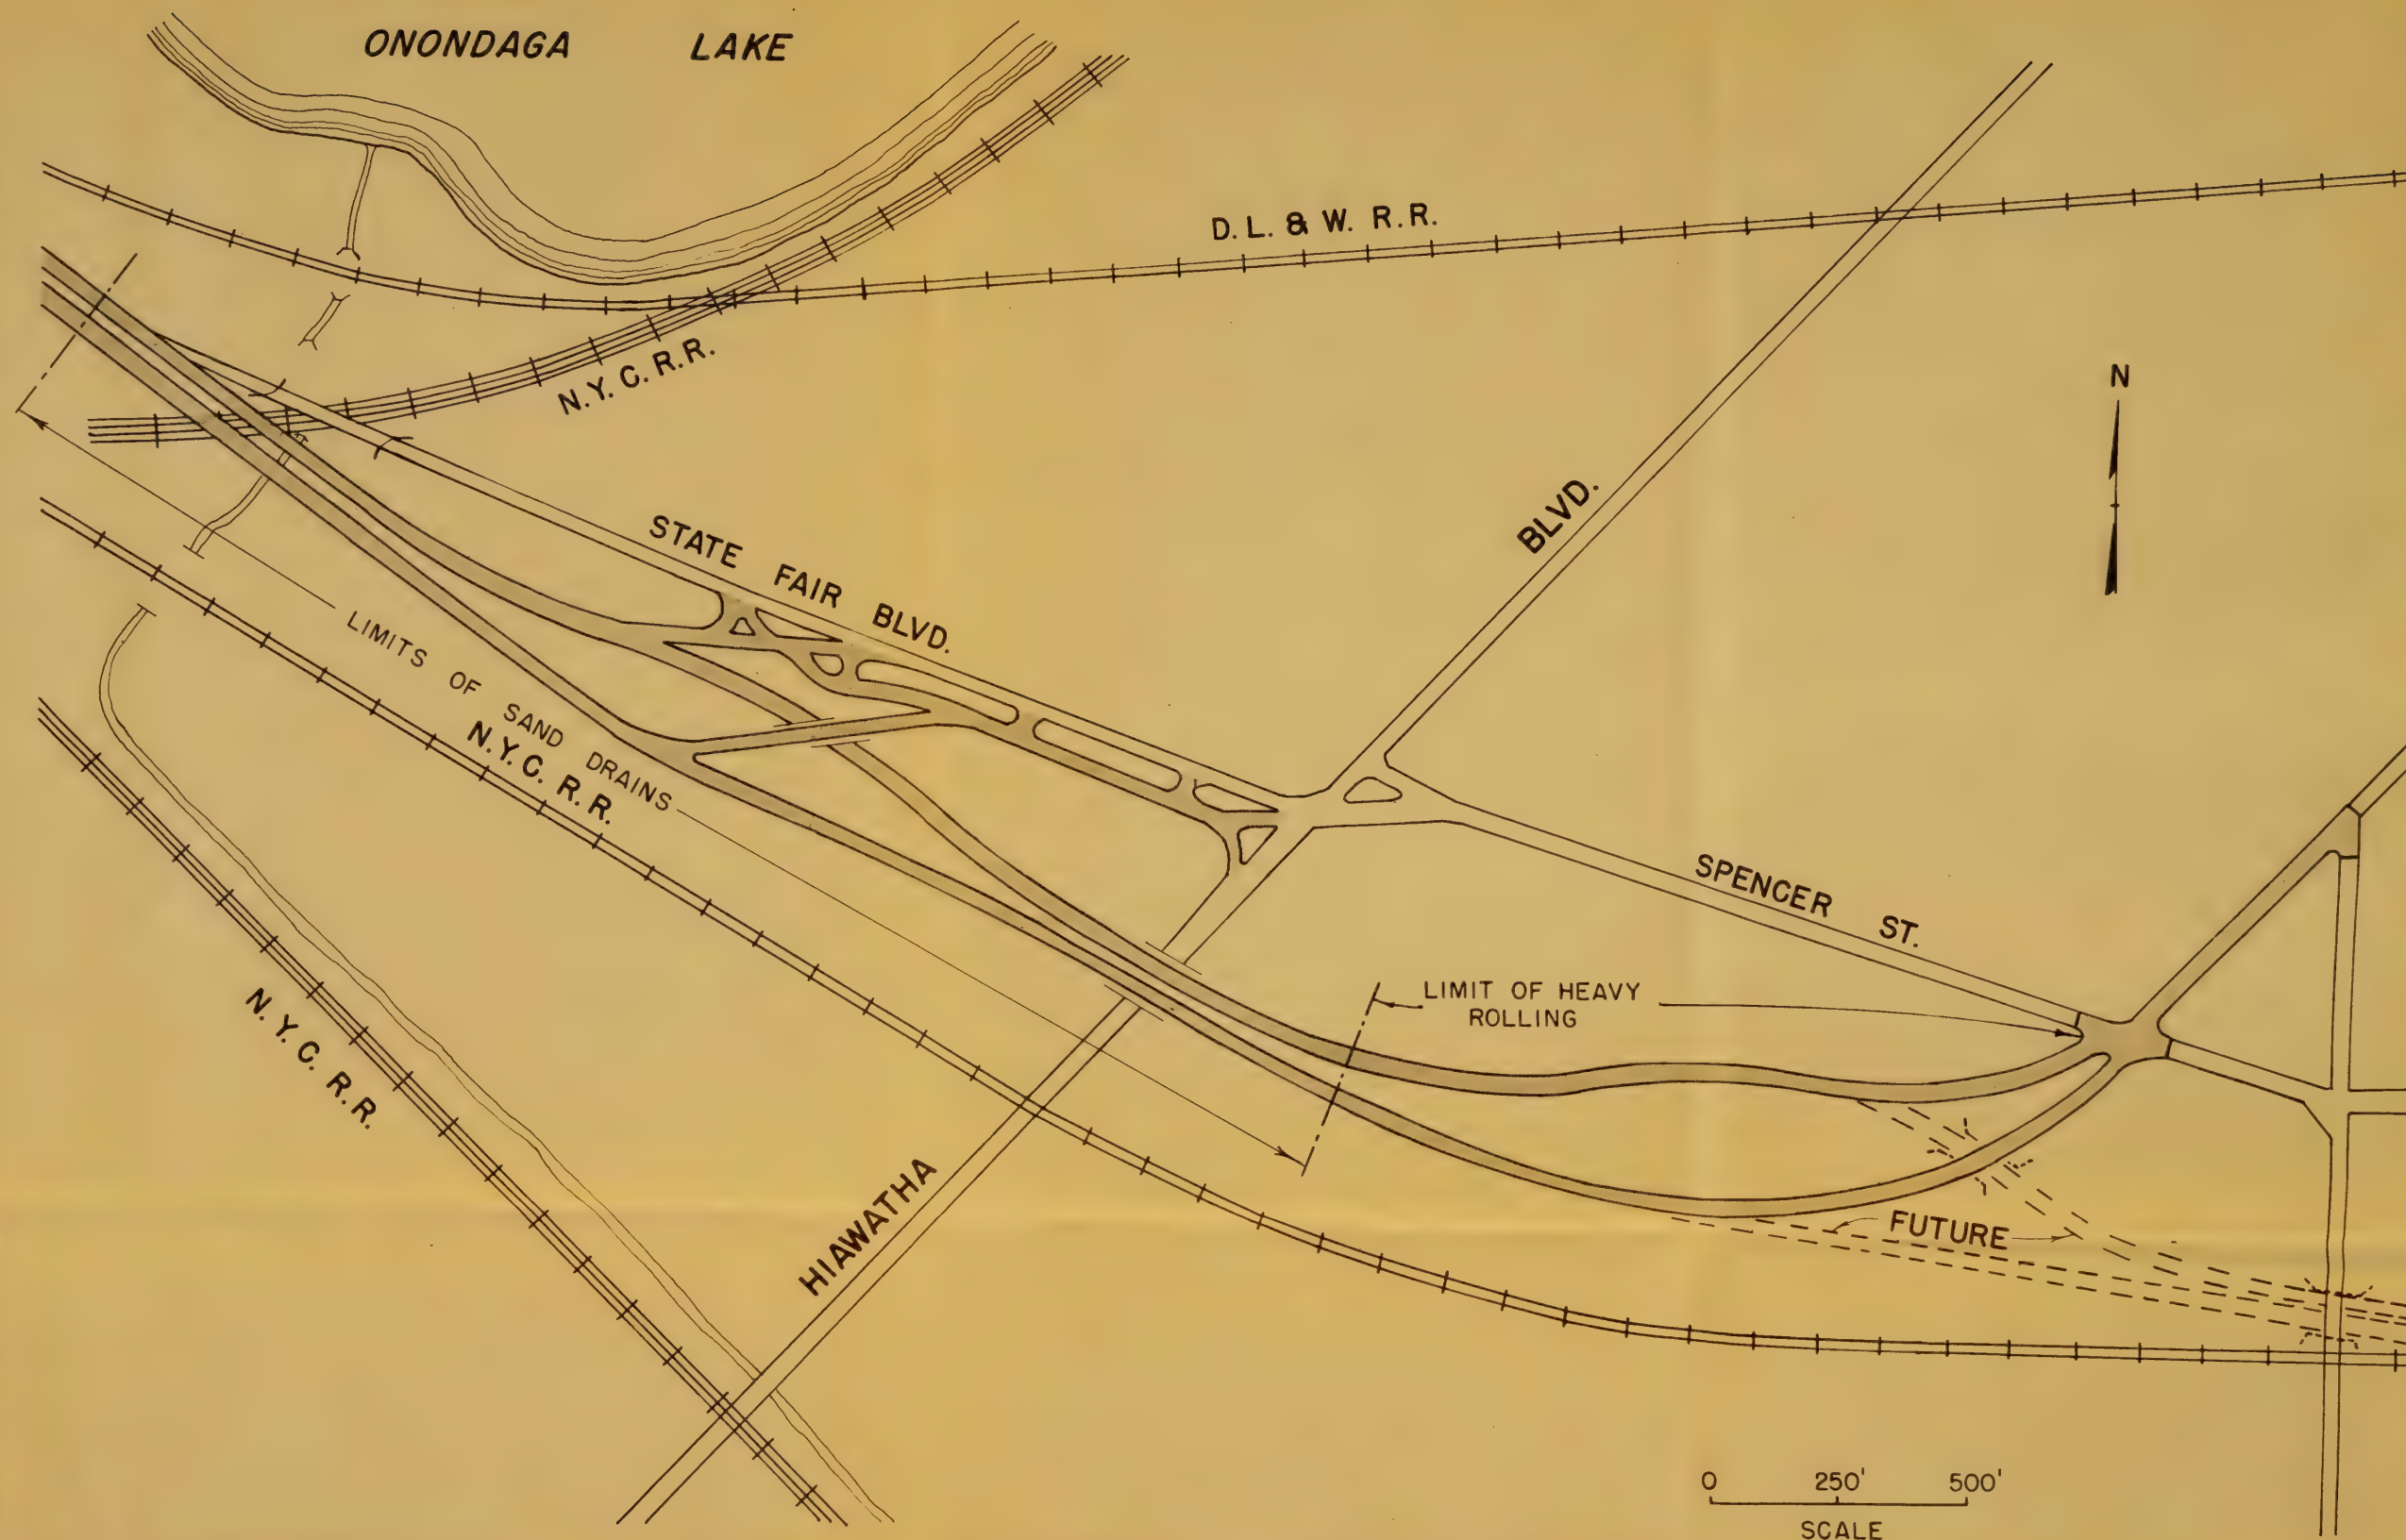 ONONDAGA LAKE
D. L. & W. R. R.
N. Y. C. R. R.
N
STATE FAIR BLVD.
HIAWATHA BLVD.
LIMITS OF SAND DRAINS
N. Y. C. R. R.
SPENCER ST.
LIMIT OF HEAVY
ROLLING
N. Y. C. R. R.
FUTURE
0 250' 500'
SCALE